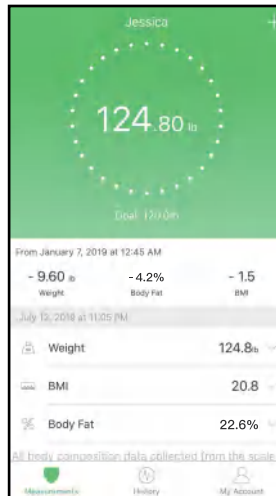 Jessica
+
124.80 lb
Goal: 120.0lb
From January 7, 2019 at 12:45 AM
- 9.60 lb -4.2% - 1.5
Weight Body Fat BMI
July 12, 2019 at 11:05 PM
Weight 124.8lb
BMI 20.8
% Body Fat 22.6%
All body composition data collected from the scale
Measurements History My Account